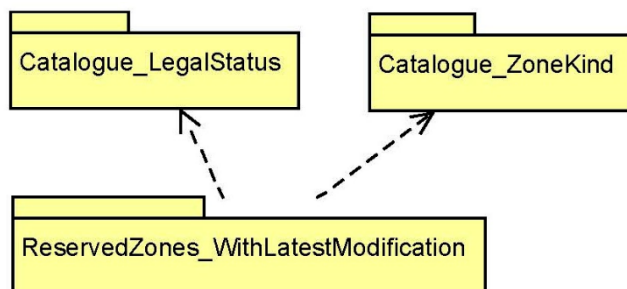 Catalogue_LegalStatus
Catalogue_ZoneKind
ReservedZones_WithLatestModification